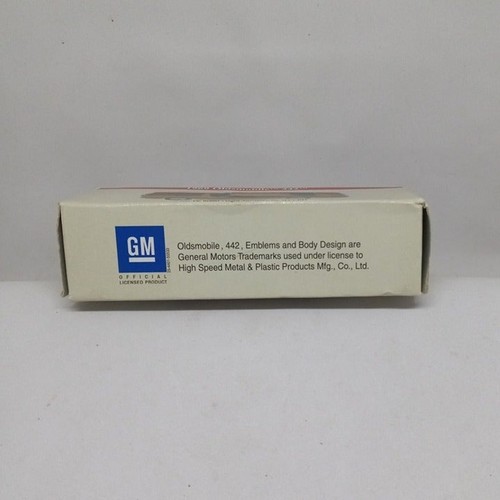 GM
OFFICIAL
LICENSED PRODUCT
Oldsmobile, 442, Emblems and Body Design are
General Motors Trademarks used under license to
High Speed Metal & Plastic Products Mfg., Co., Ltd.